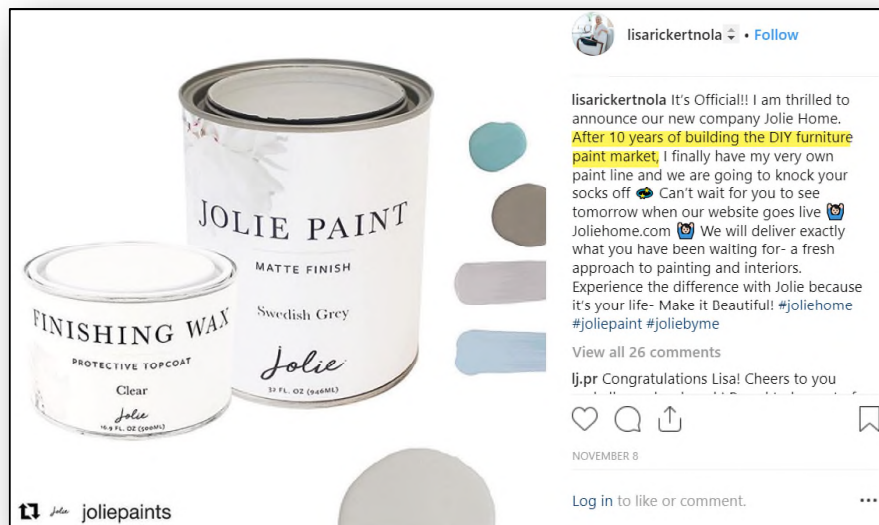 JOLIE PAINT
MATTE FINISH
Swedish Grey
Jolie
32 FL. OZ (946ML)
FINISHING WAX
PROTECTIVE TOPCOAT
Clear
Jolie
16.9 FL. OZ (500ML)
Jolie joliepaints
lisarickertnola • Follow
lisarickertnola It's Official!! I am thrilled to
announce our new company Jolie Home.
After 10 years of building the DIY furniture
paint market, I finally have my very own
paint line and we are going to knock your
socks off Can't wait for you to see
tomorrow when our website goes live
Joliehome.com We will deliver exactly
what you have been waiting for- a fresh
approach to painting and interiors.
Experience the difference with Jolie because
it's your life- Make it Beautiful! #joliehome
#joliepaint #joliebyme
View all 26 comments
lj.pr Congratulations Lisa! Cheers to you
NOVEMBER 8
Log in to like or comment.